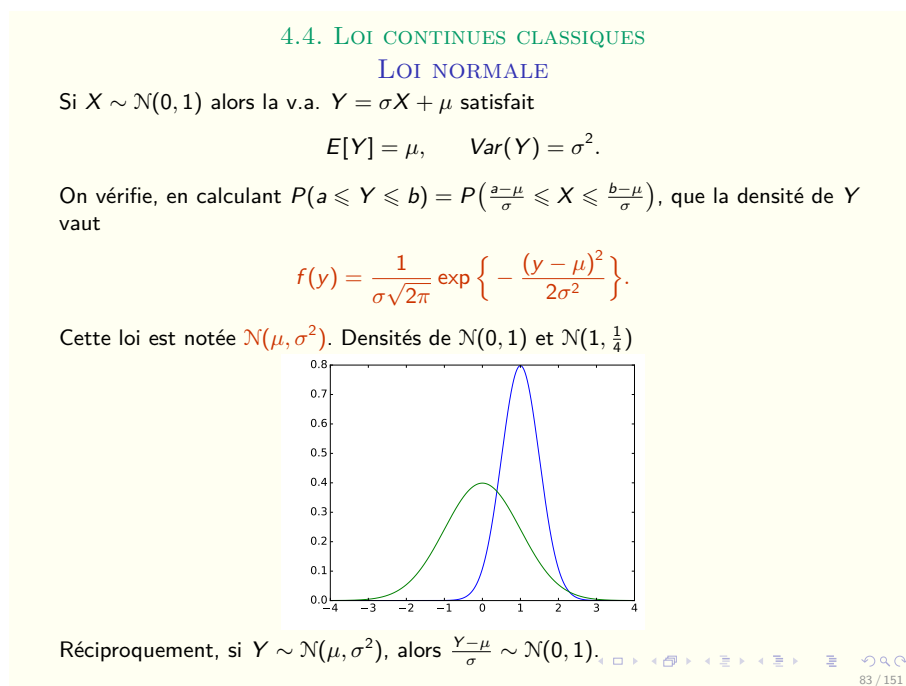 4.4. Loi continues classiques
Loi normale
Si X ∼ N(0, 1) alors la v.a. Y = σX + μ satisfait
E[Y] = μ, Var(Y) = σ².
On vérifie, en calculant P(a ⩽ Y ⩽ b) = P((a−μ)/σ ⩽ X ⩽ (b−μ)/σ), que la densité de Y
vaut
f(y) = 1/(σ√2π) exp{ − (y − μ)²/(2σ²) }.
Cette loi est notée N(μ, σ²). Densités de N(0, 1) et N(1, 1/4)
0.8
0.7
0.6
0.5
0.4
0.3
0.2
0.1
0.0
−4 −3 −2 −1 0 1 2 3 4
Réciproquement, si Y ∼ N(μ, σ²), alors (Y−μ)/σ ∼ N(0, 1).
83 / 151